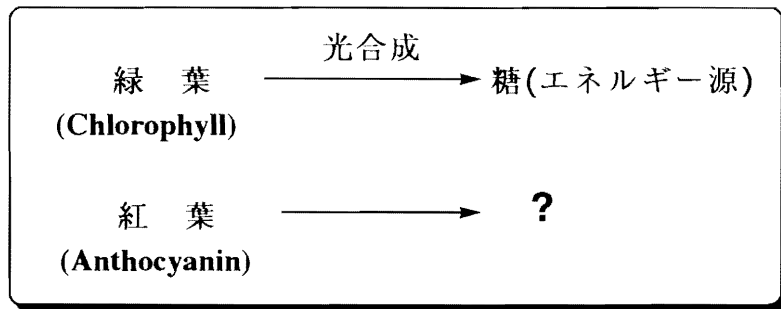 光合成
緑 葉 糖(エネルギー源)
(Chlorophyll)
紅 葉 ?
(Anthocyanin)